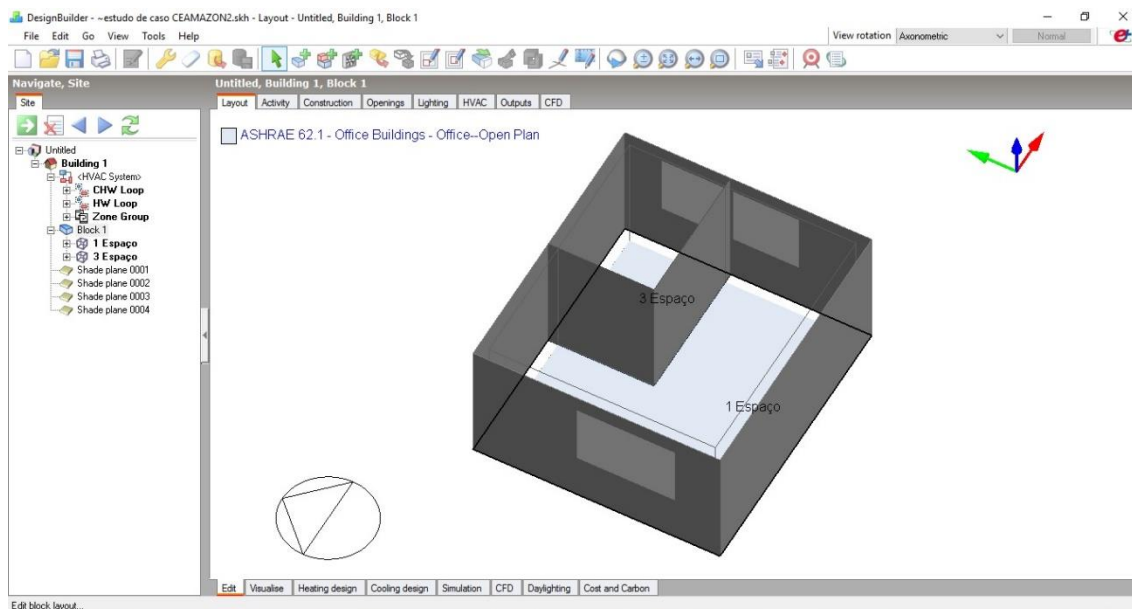 DesignBuilder - ~estudo de caso CEAMAZON2.skh - Layout - Untitled, Building 1, Block 1
File Edit Go View Tools Help
View rotation Axonometric Normal
Navigate, Site
Untitled, Building 1, Block 1
Site
Layout Activity Construction Openings Lighting HVAC Outputs CFD
ASHRAE 62.1 - Office Buildings - Office--Open Plan
Untitled
Building 1
<HVAC System>
CHW Loop
HW Loop
Zone Group
Block 1
1 Espaço
3 Espaço
Shade plane 0001
Shade plane 0002
Shade plane 0003
Shade plane 0004
3 Espaço
1 Espaço
Edit Visualise Heating design Cooling design Simulation CFD Daylighting Cost and Carbon
Edit block layout...